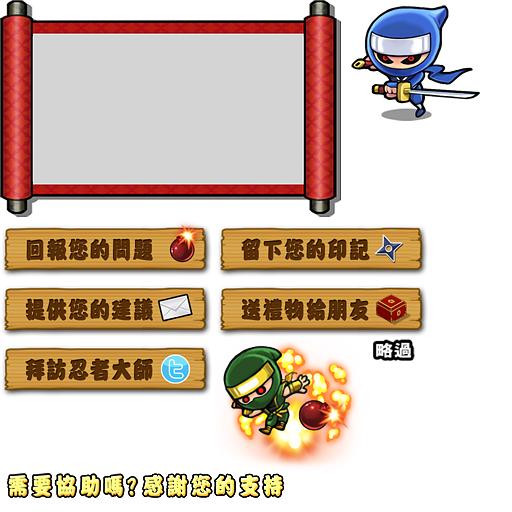 回報您的問題
留下您的印記
提供您的建議
送禮物給朋友
拜訪忍者大師
略過
需要協助嗎?感謝您的支持